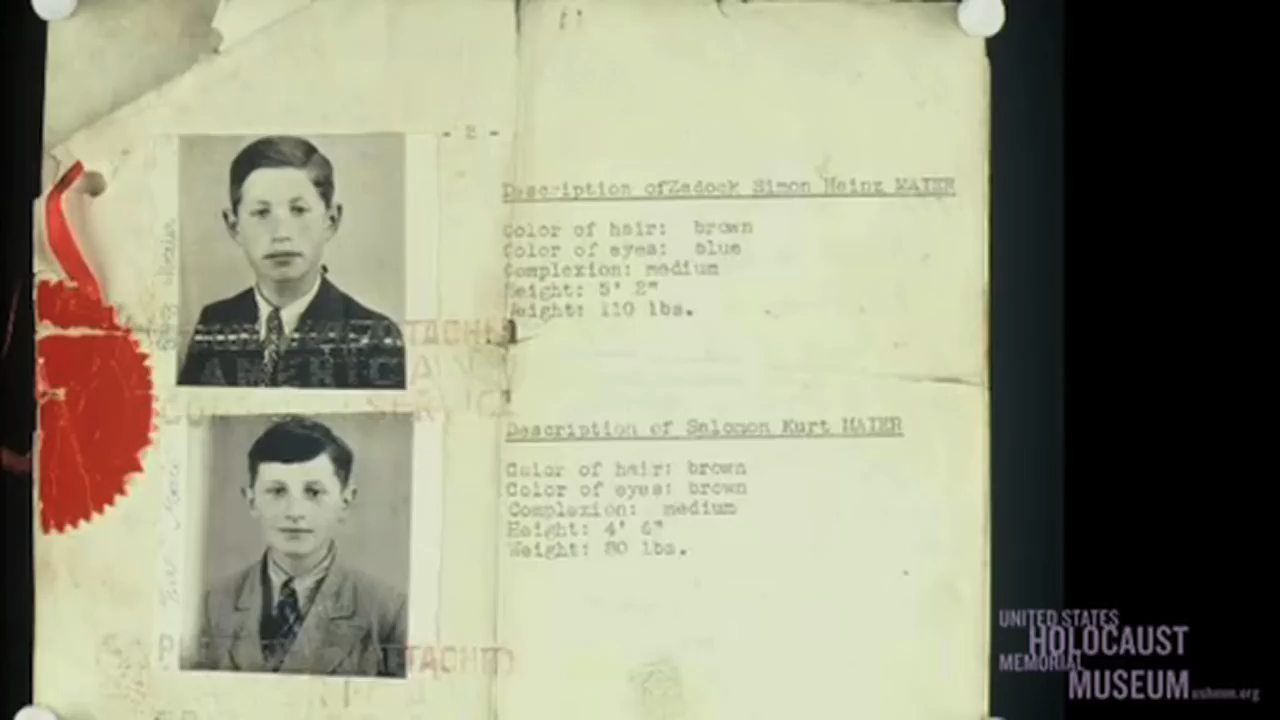 - 2 -
Description ofZadock Simon Heinz MAIER
Color of hair: brown
Color of eyes: blue
Complexion: medium
Height: 5' 2"
Weight: 110 lbs.
Description of Salomon Kurt MAIER
Color of hair: brown
Color of eyes: brown
Complexion: medium
Height: 4' 6"
Weight: 80 lbs.
AMERICAN
UNITED STATES
HOLOCAUST
MEMORIAL
MUSEUM ushmm.org